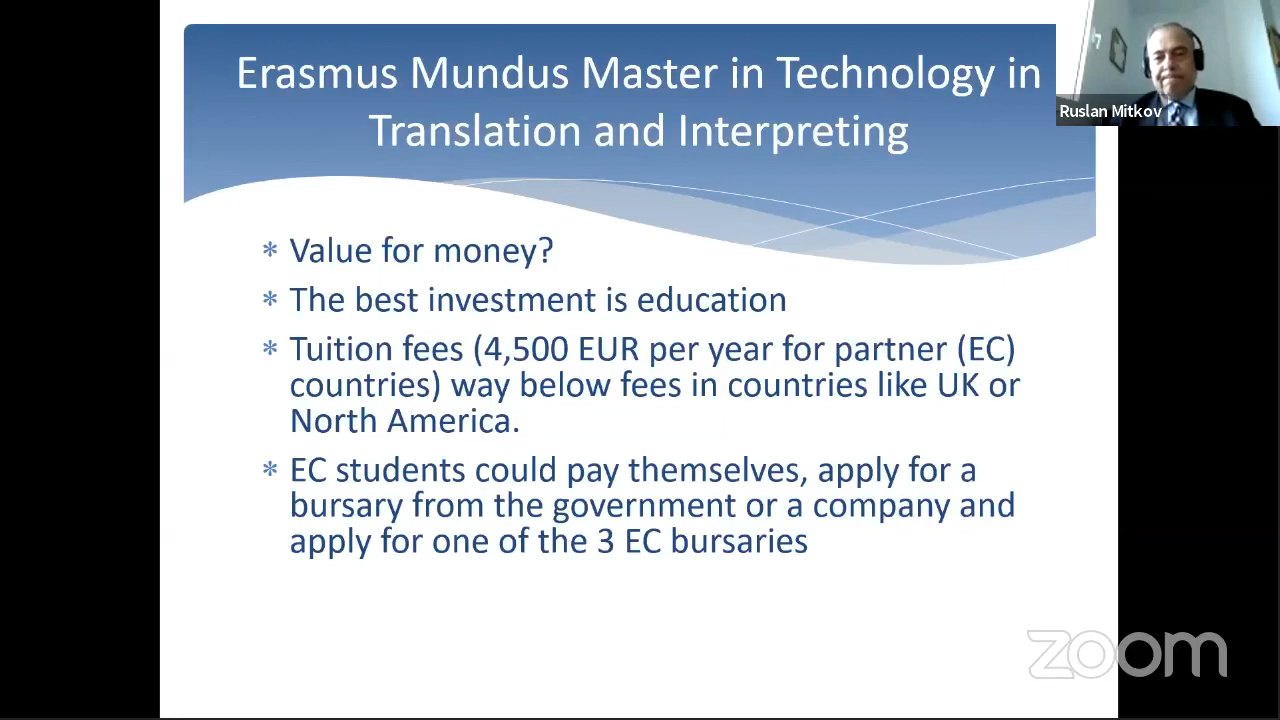 Erasmus Mundus Master in Technology in
Translation and Interpreting
Ruslan Mitkov
* Value for money?
* The best investment is education
* Tuition fees (4,500 EUR per year for partner (EC)
countries) way below fees in countries like UK or
North America.
* EC students could pay themselves, apply for a
bursary from the government or a company and
apply for one of the 3 EC bursaries
zoom